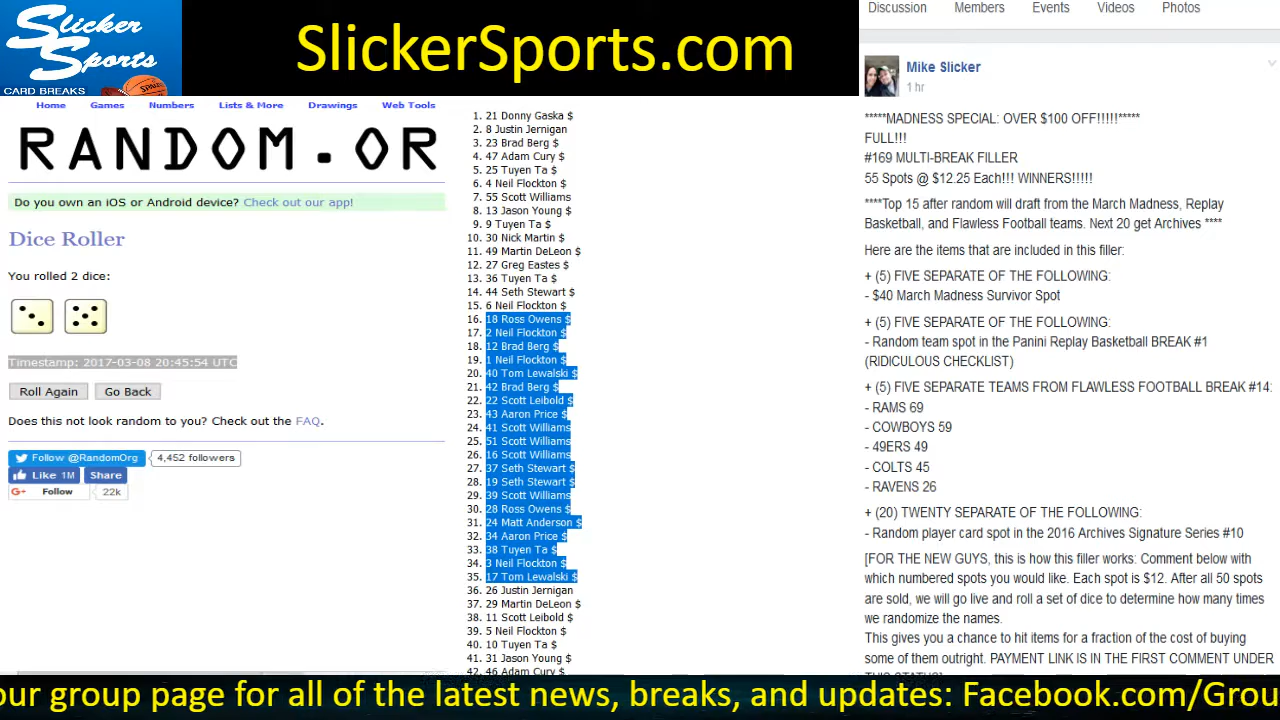 Slicker
Sports
CARD BREAKS
SlickerSports.com
Home Games Numbers Lists & More Drawings Web Tools
RANDOM.OR
Do you own an iOS or Android device? Check out our app!
Dice Roller
You rolled 2 dice:
Timestamp: 2017-03-08 20:45:54 UTC
Roll Again Go Back
Does this not look random to you? Check out the FAQ.
Follow @RandomOrg 4,452 followers
Like 1M Share
G+ Follow 22k
1. 21 Donny Gaska $
2. 8 Justin Jernigan
3. 23 Brad Berg $
4. 47 Adam Cury $
5. 25 Tuyen Ta $
6. 4 Neil Flockton $
7. 55 Scott Williams
8. 13 Jason Young $
9. 9 Tuyen Ta $
10. 30 Nick Martin $
11. 49 Martin DeLeon $
12. 27 Greg Eastes $
13. 36 Tuyen Ta $
14. 44 Seth Stewart $
15. 6 Neil Flockton $
16. 18 Ross Owens $
17. 2 Neil Flockton $
18. 12 Brad Berg $
19. 1 Neil Flockton $
20. 40 Tom Lewalski $
21. 42 Brad Berg $
22. 22 Scott Leibold $
23. 43 Aaron Price $
24. 41 Scott Williams
25. 51 Scott Williams
26. 16 Scott Williams
27. 37 Seth Stewart $
28. 19 Seth Stewart $
29. 39 Scott Williams
30. 28 Ross Owens $
31. 24 Matt Anderson $
32. 34 Aaron Price $
33. 38 Tuyen Ta $
34. 3 Neil Flockton $
35. 17 Tom Lewalski $
36. 26 Justin Jernigan
37. 29 Martin DeLeon $
38. 11 Scott Leibold $
39. 5 Neil Flockton $
40. 10 Tuyen Ta $
41. 31 Jason Young $
42. 46 Adam Cury $
Discussion Members Events Videos Photos
Mike Slicker
1 hr
*****MADNESS SPECIAL: OVER $100 OFF!!!!!*****
FULL!!!
#169 MULTI-BREAK FILLER
55 Spots @ $12.25 Each!!! WINNERS!!!!!
****Top 15 after random will draft from the March Madness, Replay
Basketball, and Flawless Football teams. Next 20 get Archives ****
Here are the items that are included in this filler:
+ (5) FIVE SEPARATE OF THE FOLLOWING:
- $40 March Madness Survivor Spot
+ (5) FIVE SEPARATE OF THE FOLLOWING:
- Random team spot in the Panini Replay Basketball BREAK #1
(RIDICULOUS CHECKLIST)
+ (5) FIVE SEPARATE TEAMS FROM FLAWLESS FOOTBALL BREAK #14:
- RAMS 69
- COWBOYS 59
- 49ERS 49
- COLTS 45
- RAVENS 26
+ (20) TWENTY SEPARATE OF THE FOLLOWING:
- Random player card spot in the 2016 Archives Signature Series #10
[FOR THE NEW GUYS, this is how this filler works: Comment below with
which numbered spots you would like. Each spot is $12. After all 50 spots
are sold, we will go live and roll a set of dice to determine how many times
we randomize the names.
This gives you a chance to hit items for a fraction of the cost of buying
some of them outright. PAYMENT LINK IS IN THE FIRST COMMENT UNDER
THIS STATUS]
our group page for all of the latest news, breaks, and updates: Facebook.com/Grou